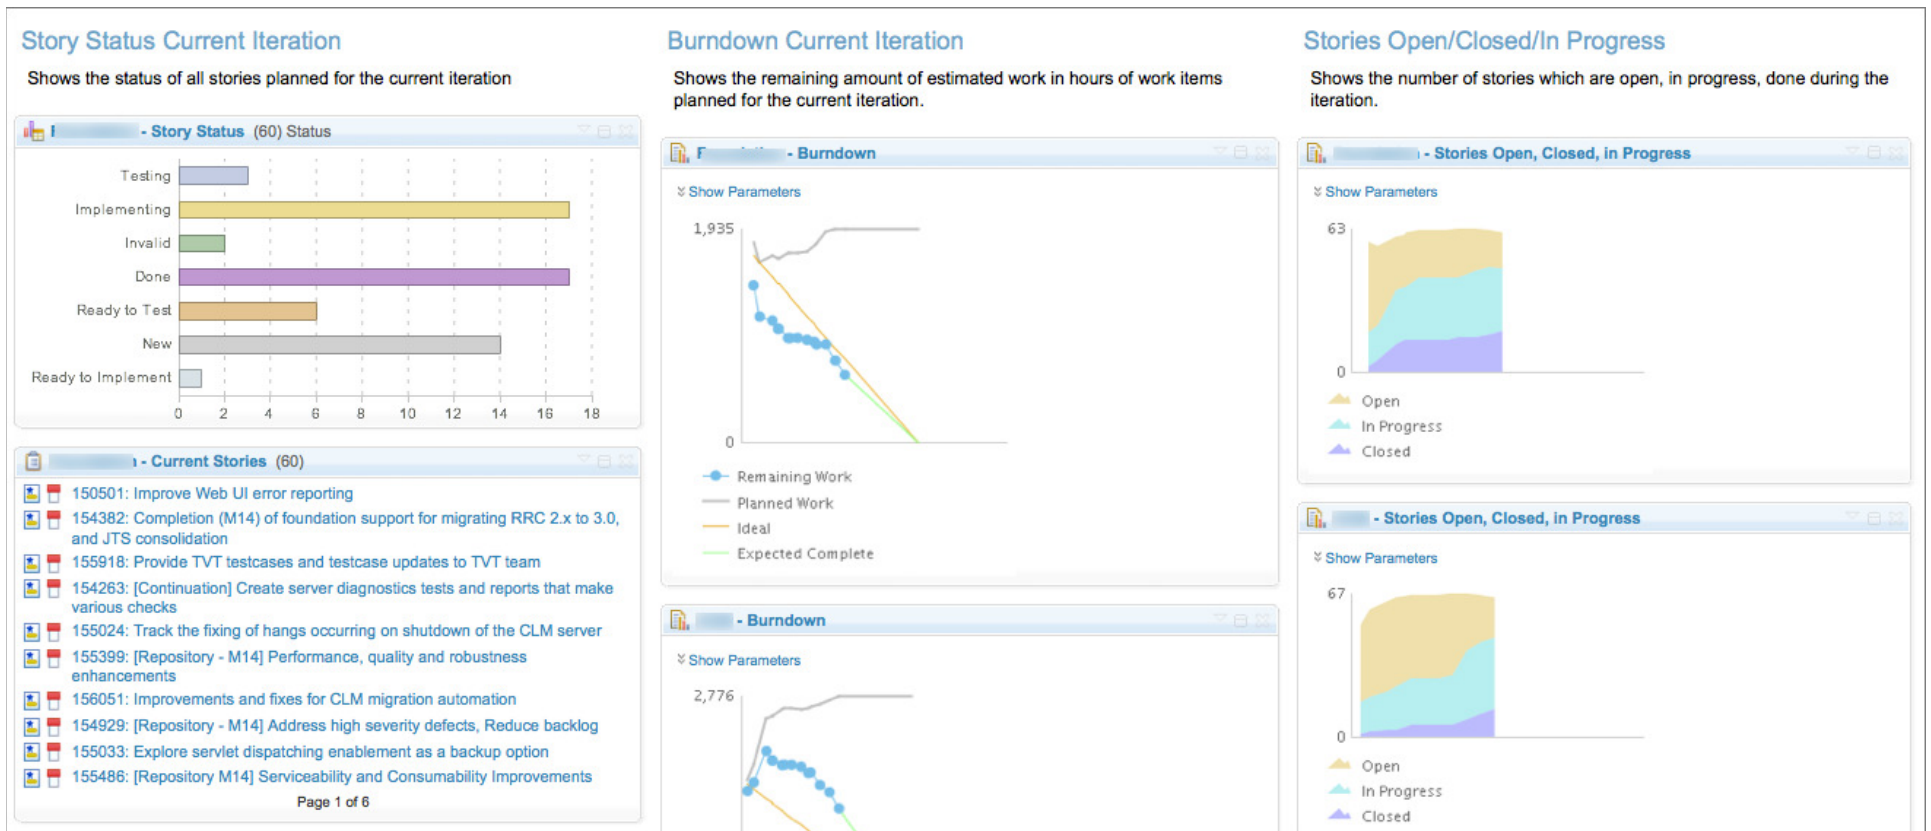 Story Status Current Iteration
Shows the status of all stories planned for the current iteration
- Story Status (60) Status
Testing
Implementing
Invalid
Done
Ready to Test
New
Ready to Implement
0 2 4 6 8 10 12 14 16 18
- Current Stories (60)
150501: Improve Web UI error reporting
154382: Completion (M14) of foundation support for migrating RRC 2.x to 3.0,
and JTS consolidation
155918: Provide TVT testcases and testcase updates to TVT team
154263: [Continuation] Create server diagnostics tests and reports that make
various checks
155024: Track the fixing of hangs occurring on shutdown of the CLM server
155399: [Repository - M14] Performance, quality and robustness
enhancements
156051: Improvements and fixes for CLM migration automation
154929: [Repository - M14] Address high severity defects, Reduce backlog
155033: Explore servlet dispatching enablement as a backup option
155486: [Repository M14] Serviceability and Consumability Improvements
Page 1 of 6
Burndown Current Iteration
Shows the remaining amount of estimated work in hours of work items
planned for the current iteration.
- Burndown
Show Parameters
1,935
0
Remaining Work
Planned Work
Ideal
Expected Complete
- Burndown
Show Parameters
2,776
Stories Open/Closed/In Progress
Shows the number of stories which are open, in progress, done during the
iteration.
- Stories Open, Closed, in Progress
Show Parameters
63
0
Open
In Progress
Closed
- Stories Open, Closed, in Progress
Show Parameters
67
0
Open
In Progress
Closed